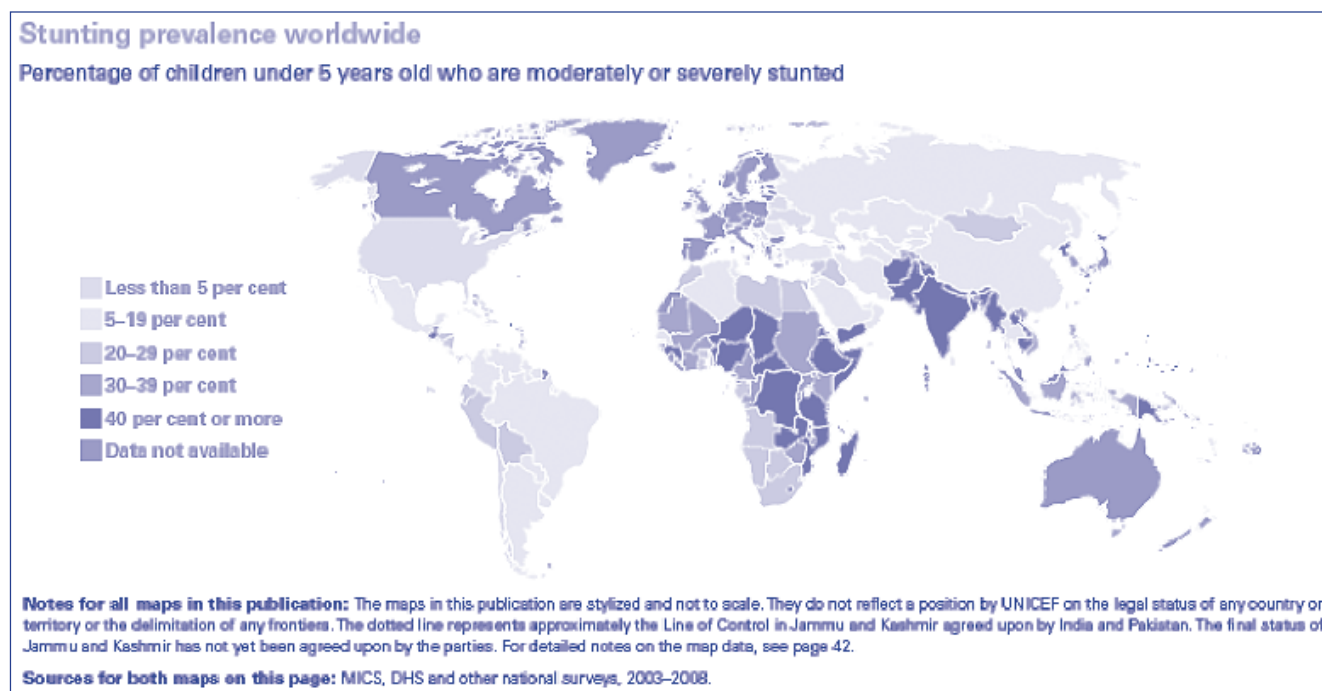 Stunting prevalence worldwide
Percentage of children under 5 years old who are moderately or severely stunted
Less than 5 per cent
5–19 per cent
20–29 per cent
30–39 per cent
40 per cent or more
Data not available
Notes for all maps in this publication: The maps in this publication are stylized and not to scale. They do not reflect a position by UNICEF on the legal status of any country or
territory or the delimitation of any frontiers. The dotted line represents approximately the Line of Control in Jammu and Kashmir agreed upon by India and Pakistan. The final status of
Jammu and Kashmir has not yet been agreed upon by the parties. For detailed notes on the map data, see page 42.
Sources for both maps on this page: MICS, DHS and other national surveys, 2003–2008.